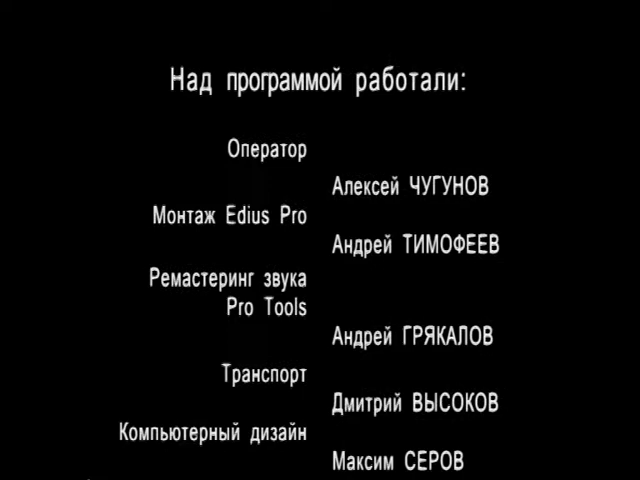 Над программой работали:
Оператор
Алексей ЧУГУНОВ
Монтаж Edius Pro
Андрей ТИМОФЕЕВ
Ремастеринг звука
Pro Tools
Андрей ГРЯКАЛОВ
Транспорт
Дмитрий ВЫСОКОВ
Компьютерный дизайн
Максим СЕРОВ